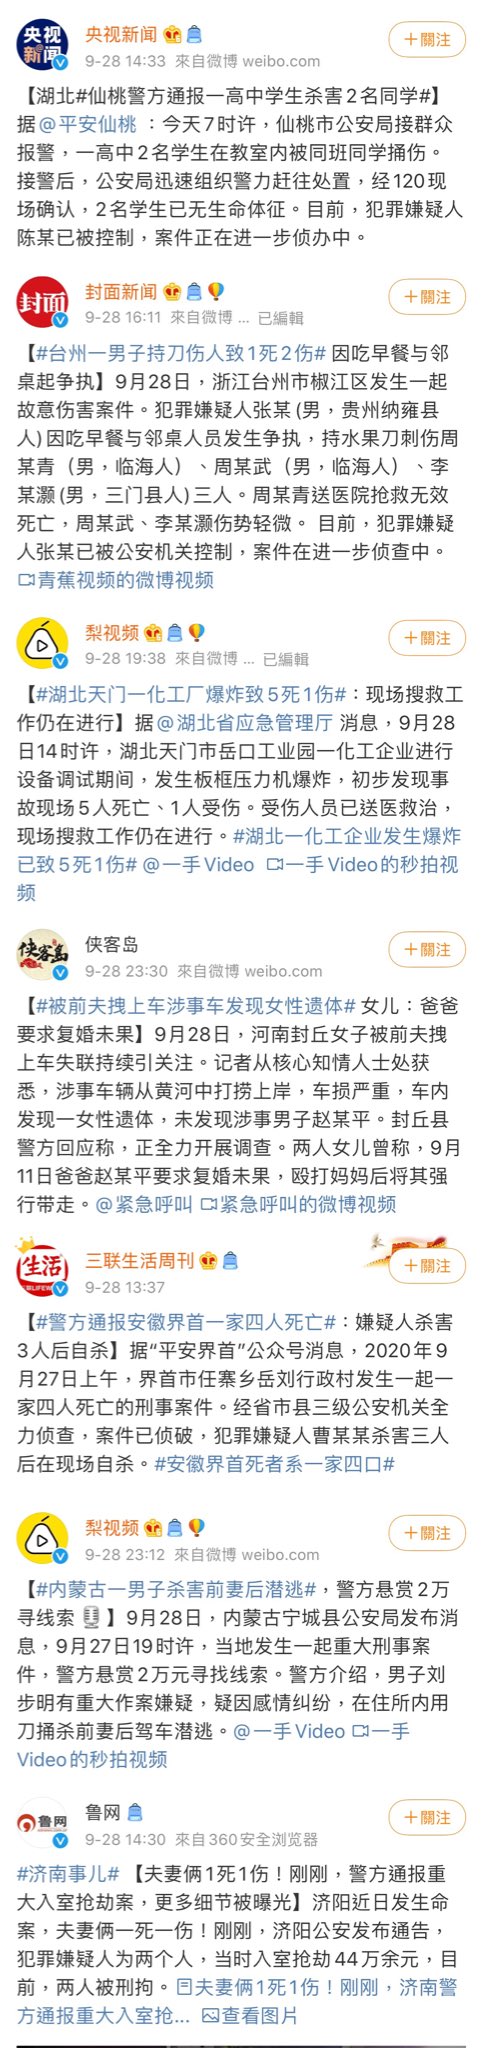 央视新闻
央视新闻
+關注
9-28 14:33 來自微博 weibo.com
【湖北#仙桃警方通报一高中学生杀害2名同学#】
据@平安仙桃 ：今天7时许，仙桃市公安局接群众
报警，一高中2名学生在教室内被同班同学捅伤。
接警后，公安局迅速组织警力赶往处置，经120现
场确认，2名学生已无生命体征。目前，犯罪嫌疑人
陈某已被控制，案件正在进一步侦办中。
封面
封面新闻
+關注
9-28 16:11 來自微博 ... 已編輯
【#台州一男子持刀伤人致1死2伤# 因吃早餐与邻
桌起争执】9月28日，浙江台州市椒江区发生一起
故意伤害案件。犯罪嫌疑人张某(男，贵州纳雍县
人)因吃早餐与邻桌人员发生争执，持水果刀刺伤周
某青（男，临海人）、周某武（男，临海人）、李
某灏(男，三门县人)三人。周某青送医院抢救无效
死亡，周某武、李某灏伤势轻微。 目前，犯罪嫌疑
人张某已被公安机关控制，案件在进一步侦查中。
青蕉视频的微博视频
梨视频
+關注
9-28 19:38 來自微博 ... 已編輯
【#湖北天门一化工厂爆炸致5死1伤#：现场搜救工
作仍在进行】据@湖北省应急管理厅 消息，9月28
日14时许，湖北天门市岳口工业园一化工企业进行
设备调试期间，发生板框压力机爆炸，初步发现事
故现场5人死亡、1人受伤。受伤人员已送医救治，
现场搜救工作仍在进行。#湖北一化工企业发生爆炸
已致5死1伤# @一手Video 一手Video的秒拍视
频
侠客岛
侠客岛
+關注
9-28 23:30 來自微博 weibo.com
【#被前夫拽上车涉事车发现女性遗体# 女儿：爸爸
要求复婚未果】9月28日，河南封丘女子被前夫拽
上车失联持续引关注。记者从核心知情人士处获
悉，涉事车辆从黄河中打捞上岸，车损严重，车内
发现一女性遗体，未发现涉事男子赵某平。封丘县
警方回应称，正全力开展调查。两人女儿曾称，9月
11日爸爸赵某平要求复婚未果，殴打妈妈后将其强
行带走。@紧急呼叫 紧急呼叫的微博视频
生活
三联生活周刊
+關注
9-28 13:37
【#警方通报安徽界首一家四人死亡#：嫌疑人杀害
3人后自杀】据“平安界首”公众号消息，2020年9
月27日上午，界首市任寨乡岳刘行政村发生一起一
家四人死亡的刑事案件。经省市县三级公安机关全
力侦查，案件已侦破，犯罪嫌疑人曹某某杀害三人
后在现场自杀。#安徽界首死者系一家四口#
梨视频
+關注
9-28 23:12 來自微博 weibo.com
【#内蒙古一男子杀害前妻后潜逃#，警方悬赏2万
寻线索 】9月28日，内蒙古宁城县公安局发布消
息，9月27日19时许，当地发生一起重大刑事案
件，警方悬赏2万元寻找线索。警方介绍，男子刘
步明有重大作案嫌疑，疑因感情纠纷，在住所内用
刀捅杀前妻后驾车潜逃。@一手Video 一手
Video的秒拍视频
鲁网
鲁网
+關注
9-28 14:30 來自360安全浏览器
#济南事儿# 【夫妻俩1死1伤！刚刚，警方通报重
大入室抢劫案，更多细节被曝光】济阳近日发生命
案，夫妻俩一死一伤！刚刚，济阳公安发布通告，
犯罪嫌疑人为两个人，当时入室抢劫44万余元，目
前，两人被刑拘。夫妻俩1死1伤！刚刚，济南警
方通报重大入室抢... 查看图片